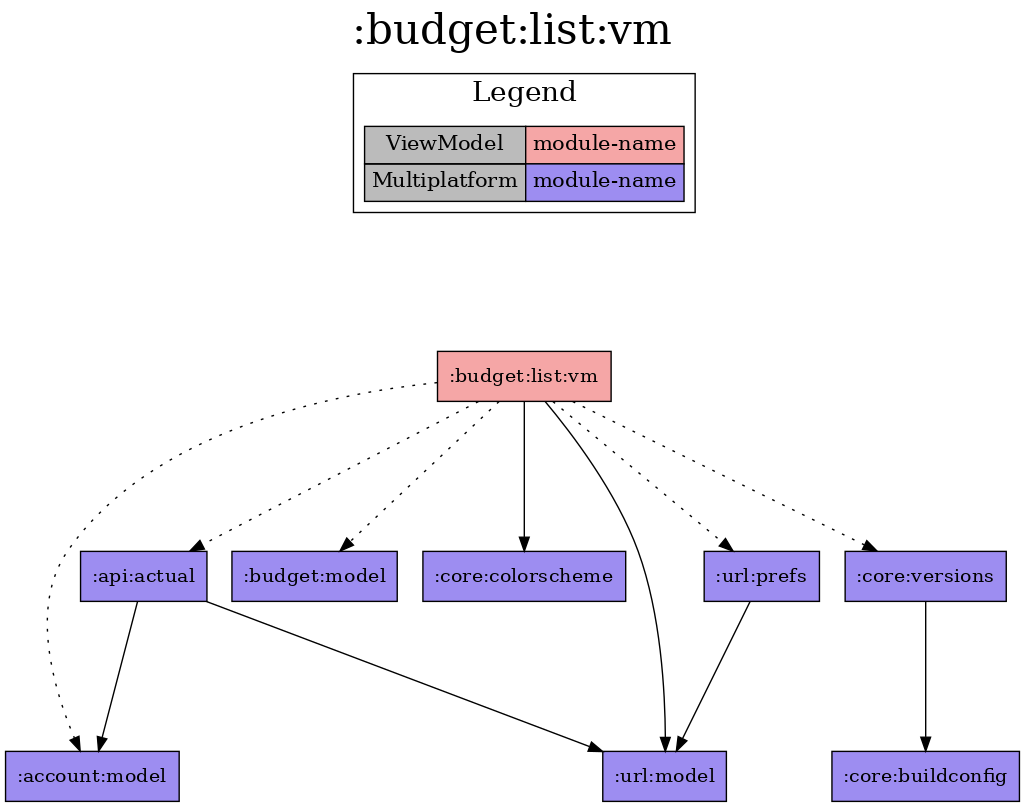 :budget:list:vm
Legend
ViewModel module-name
Multiplatform module-name
:budget:list:vm
:api:actual :budget:model :core:colorscheme :url:prefs :core:versions
:account:model :url:model :core:buildconfig